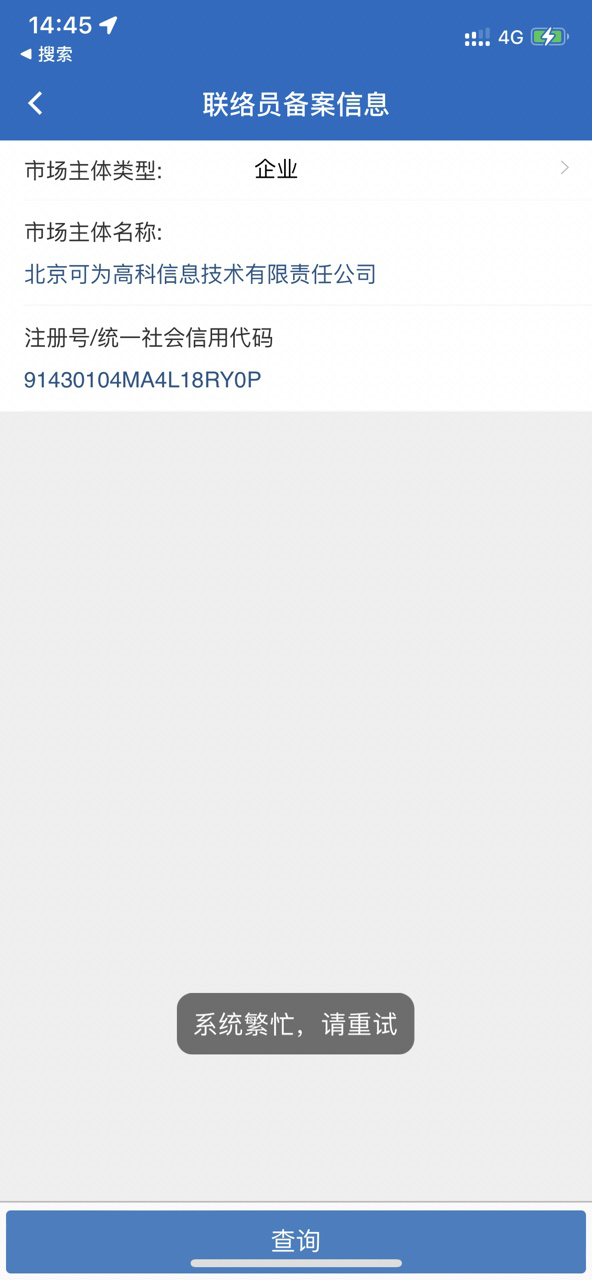 14:45
4G
◀ 搜索
联络员备案信息
市场主体类型: 企业
市场主体名称:
北京可为高科信息技术有限责任公司
注册号/统一社会信用代码
91430104MA4L18RY0P
系统繁忙，请重试
查询